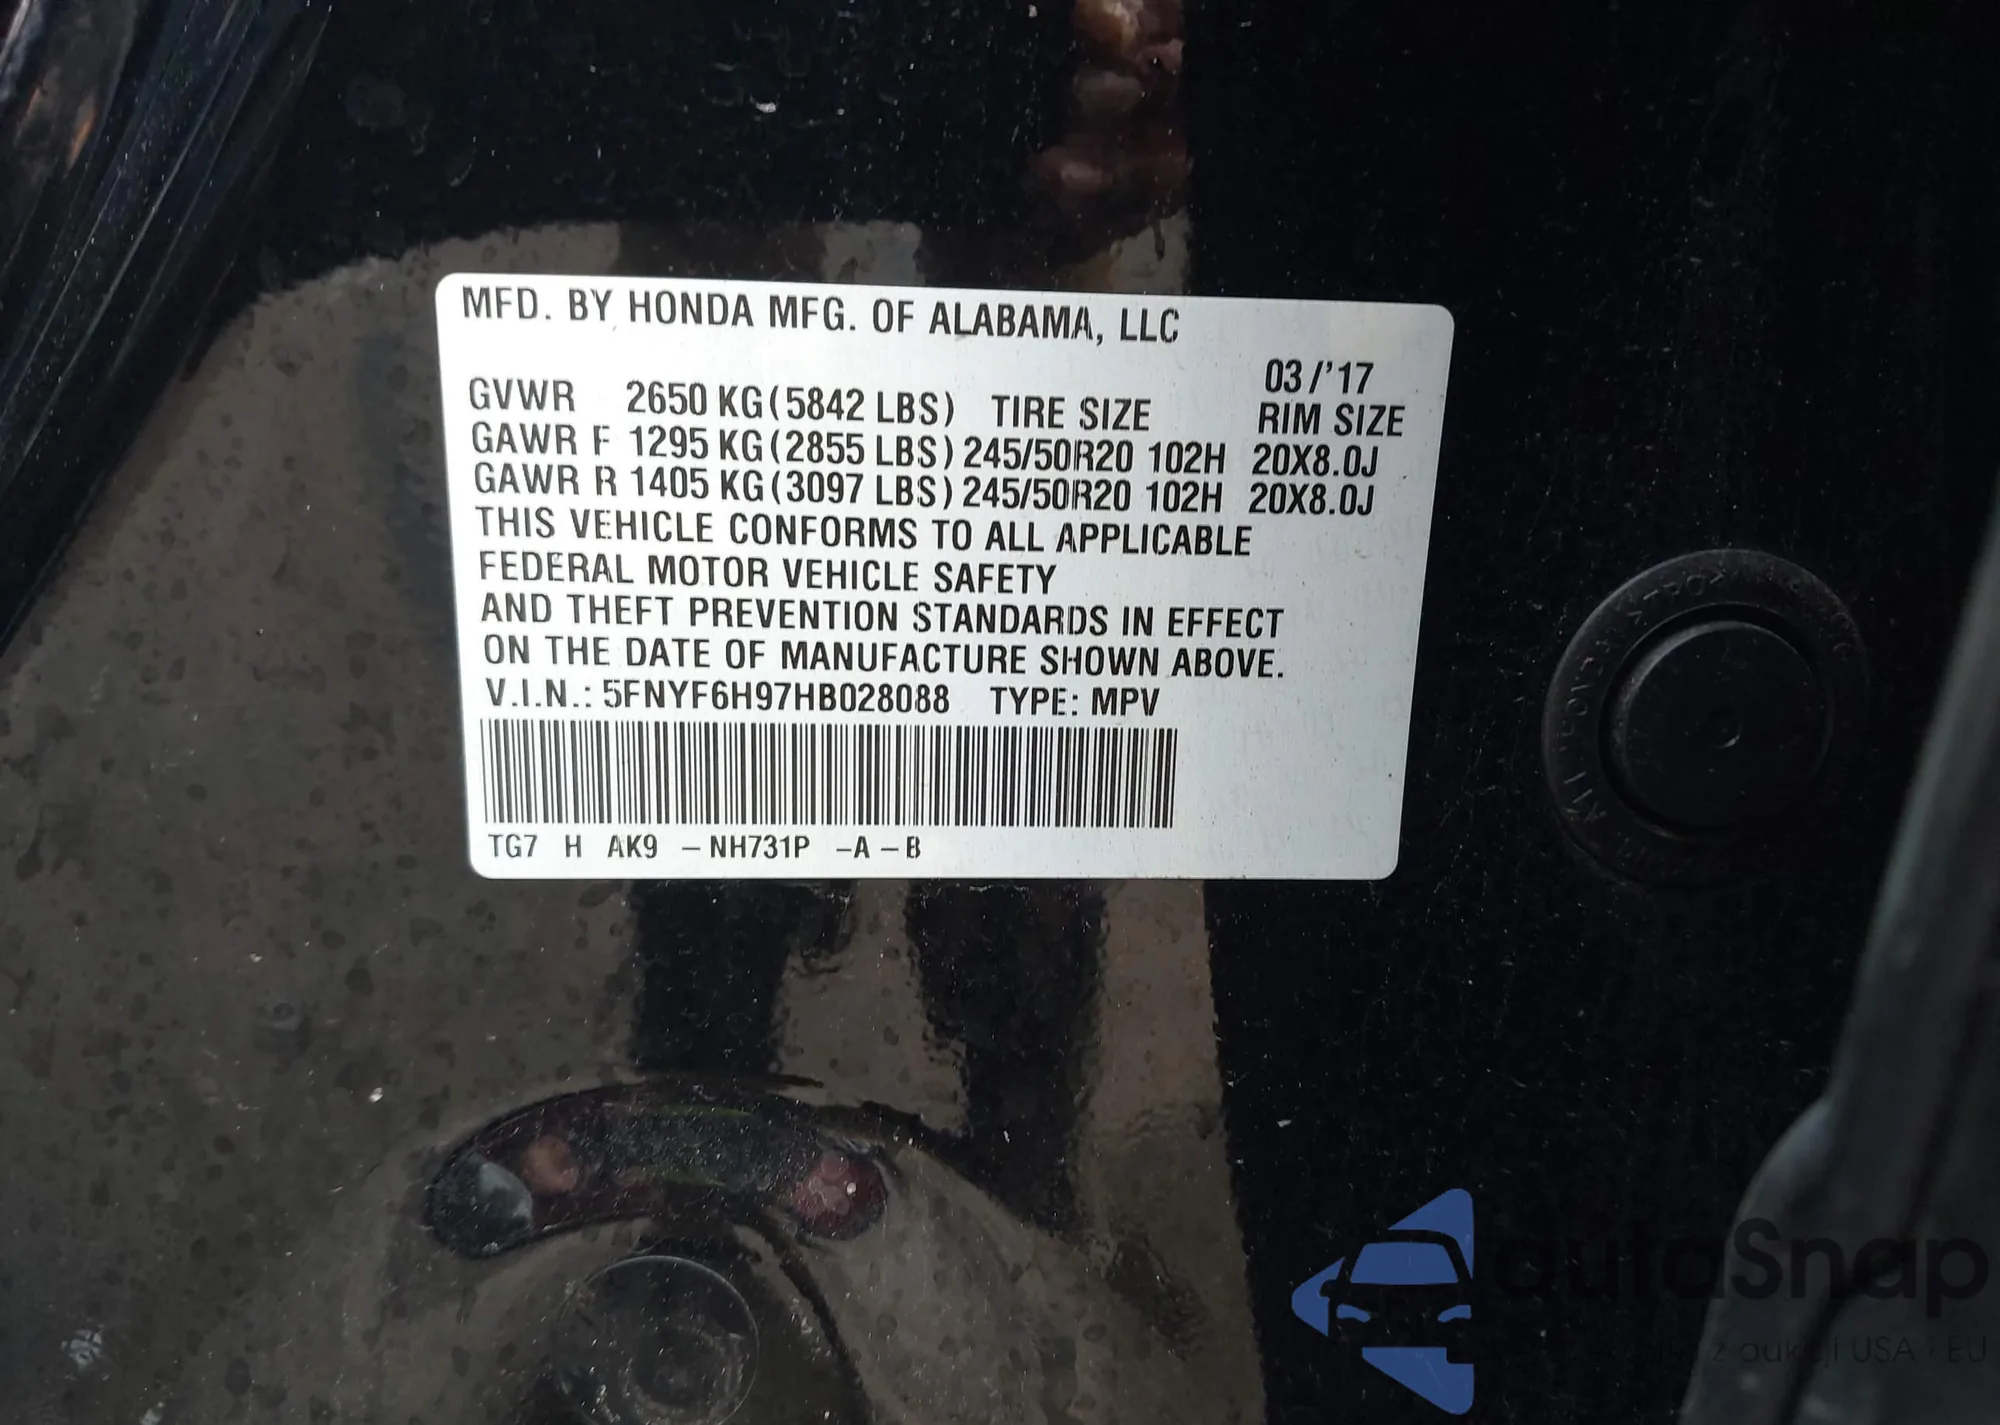 MFD. BY HONDA MFG. OF ALABAMA, LLC
03/'17
GVWR 2650 KG (5842 LBS) TIRE SIZE RIM SIZE
GAWR F 1295 KG (2855 LBS) 245/50R20 102H 20X8.0J
GAWR R 1405 KG (3097 LBS) 245/50R20 102H 20X8.0J
THIS VEHICLE CONFORMS TO ALL APPLICABLE
FEDERAL MOTOR VEHICLE SAFETY
AND THEFT PREVENTION STANDARDS IN EFFECT
ON THE DATE OF MANUFACTURE SHOWN ABOVE.
V.I.N.: 5FNYF6H97HB028088 TYPE: MPV
TG7 H AK9 –NH731P –A –B
autoSnap
z aukcji USA i EU